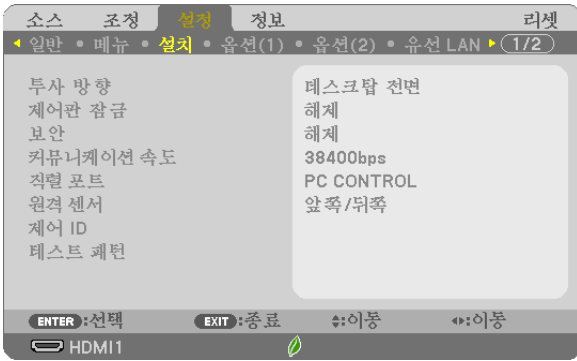 소스 조정 설정 정보 리셋
◀ 일반 • 메뉴 • 설치 • 옵션(1) • 옵션(2) • 유선 LAN ▶ 1/2
투사 방향 데스크탑 전면
제어판 잠금 해제
보안 해제
커뮤니케이션 속도 38400bps
직렬 포트 PC CONTROL
원격 센서 앞쪽/뒤쪽
제어 ID
테스트 패턴
ENTER :선택 EXIT :종료 :이동 :이동
HDMI1